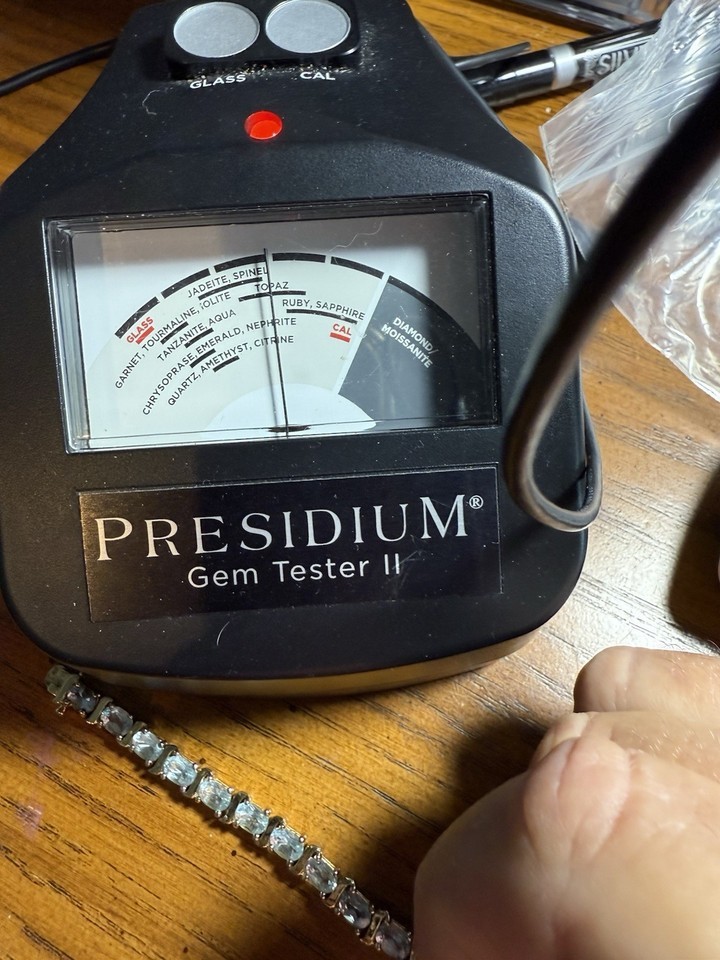 GLASS
CAL
SILVE
JADEITE, SPINEL
TOPAZ
RUBY, SAPPHIRE
GLASS
GARNET, TOURMALINE, IOLITE
TANZANITE, AQUA
CHRYSOPRASE, EMERALD, NEPHRITE
QUARTZ, AMETHYST, CITRINE
CAL
DIAMOND/
MOISSANITE
PRESIDIUM®
Gem Tester II